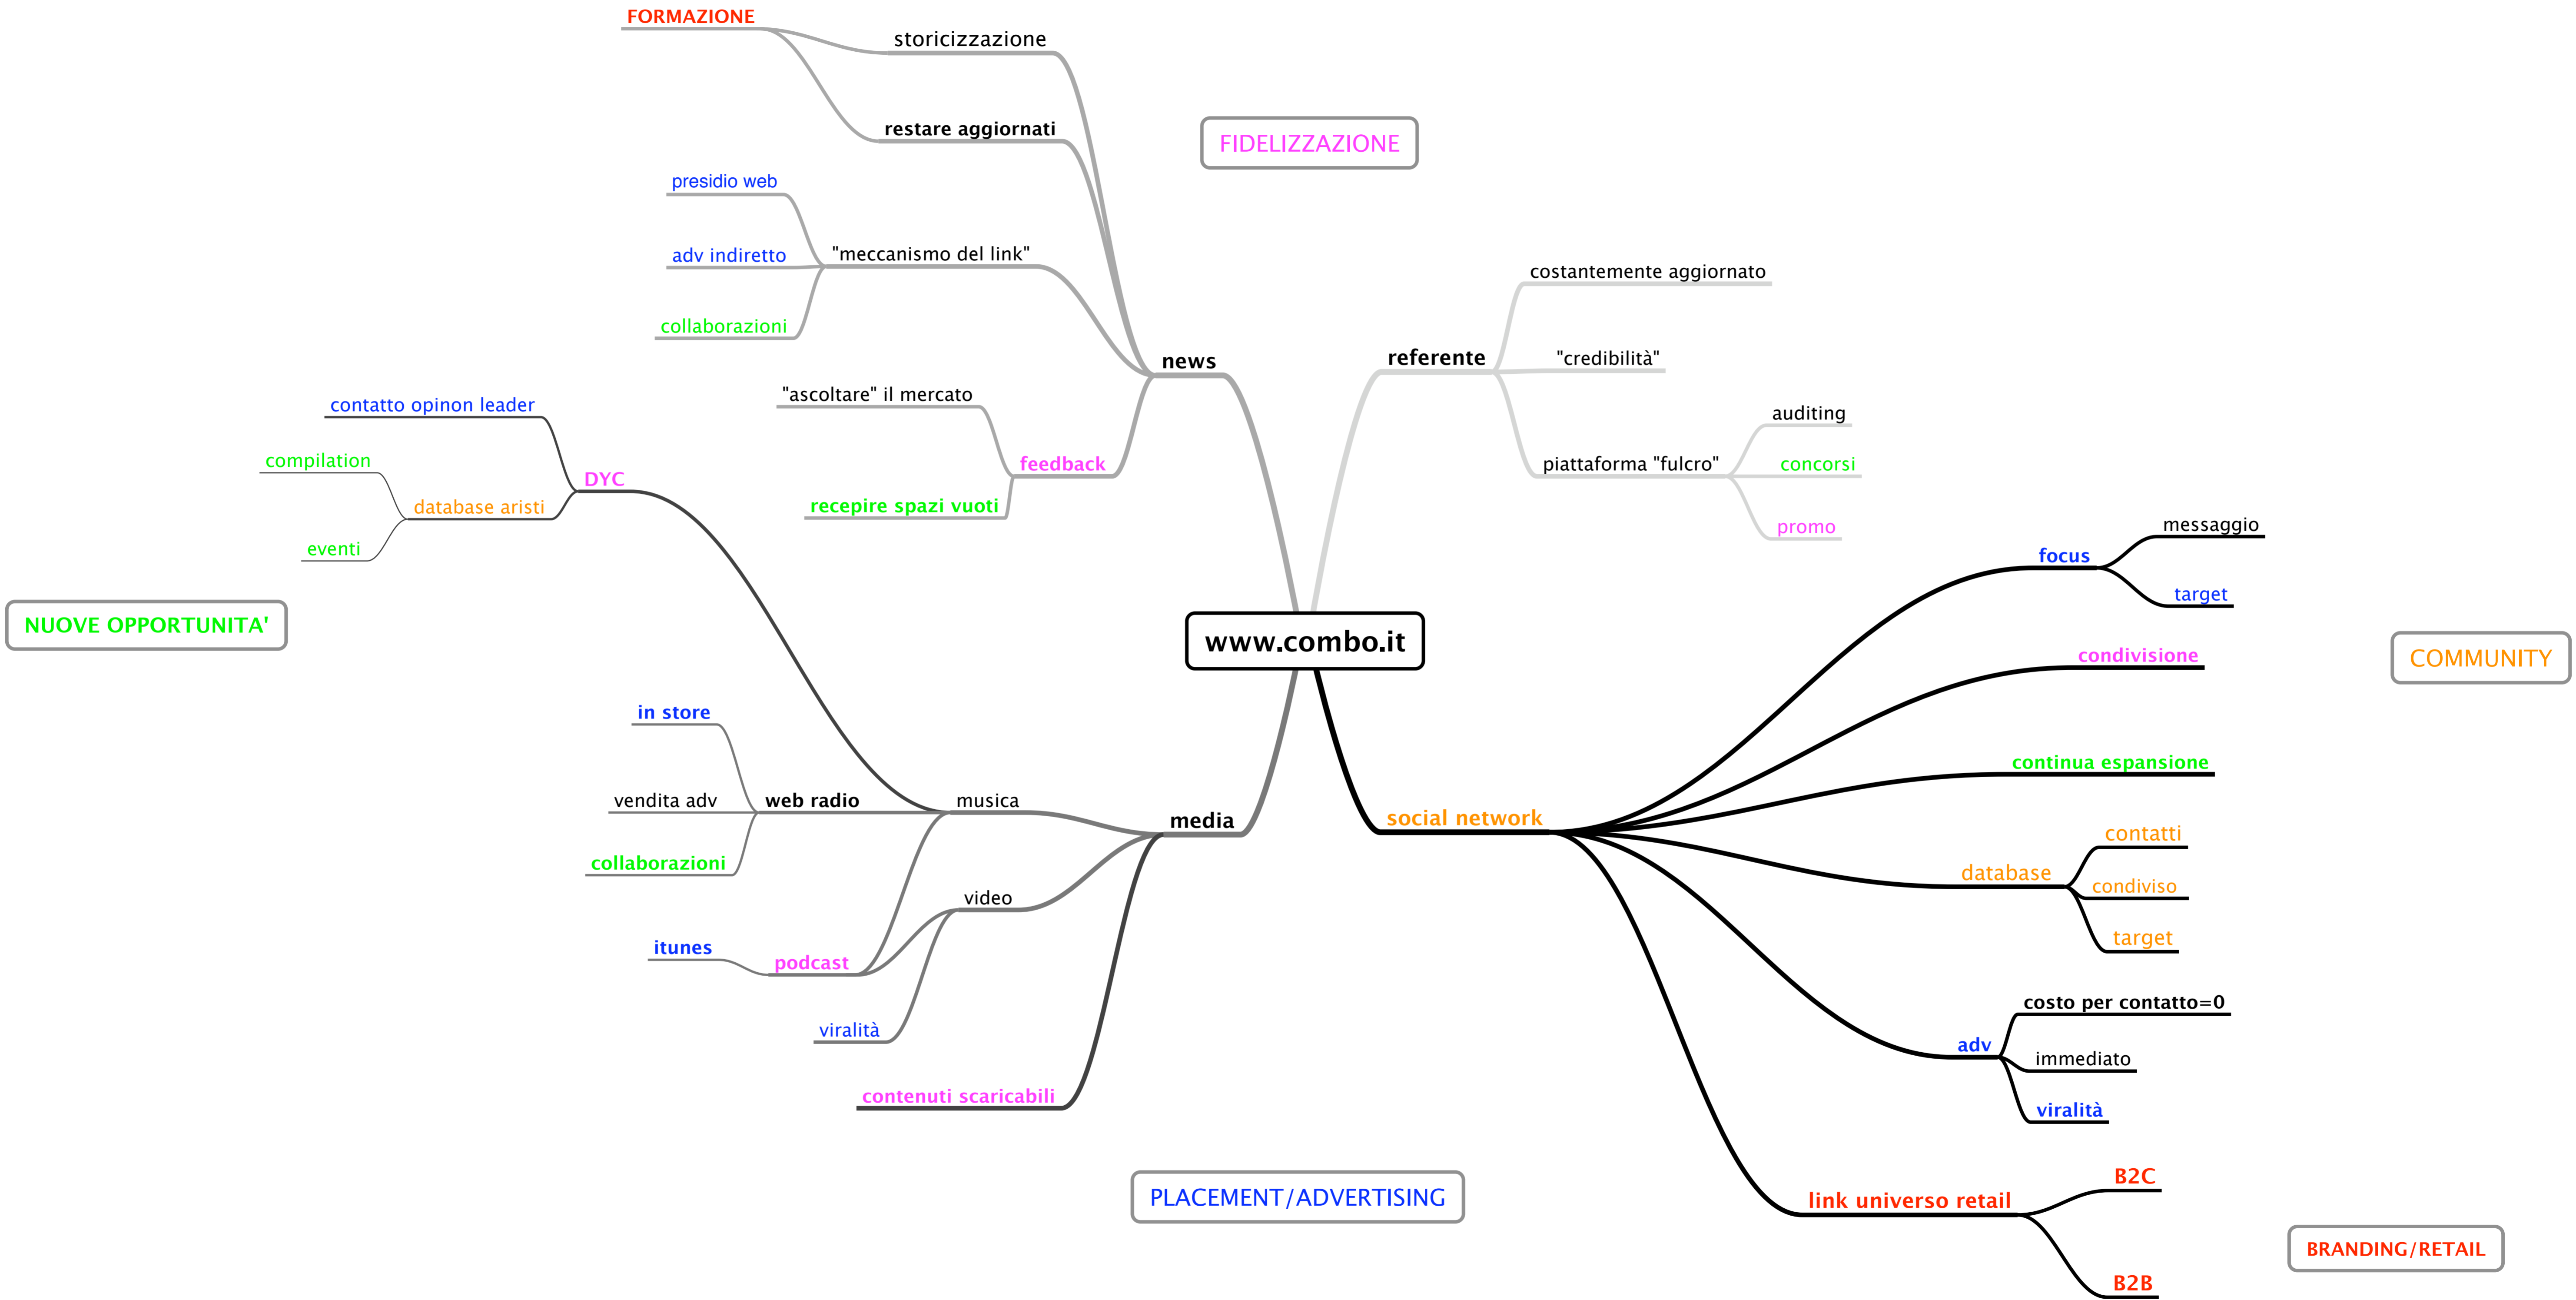 FORMAZIONE
storicizzazione
restare aggiornati
presidio web
adv indiretto
"meccanismo del link"
collaborazioni
news
"ascoltare" il mercato
feedback
recepire spazi vuoti
contatto opinon leader
compilation
DYC
database aristi
eventi
NUOVE OPPORTUNITA'
FIDELIZZAZIONE
costantemente aggiornato
referente
"credibilità"
auditing
piattaforma "fulcro"
concorsi
promo
www.combo.it
messaggio
focus
target
condivisione
COMMUNITY
continua espansione
social network
contatti
database
condiviso
target
costo per contatto=0
adv
immediato
viralità
B2C
link universo retail
B2B
BRANDING/RETAIL
in store
vendita adv
web radio
musica
media
collaborazioni
video
itunes
podcast
viralità
contenuti scaricabili
PLACEMENT/ADVERTISING